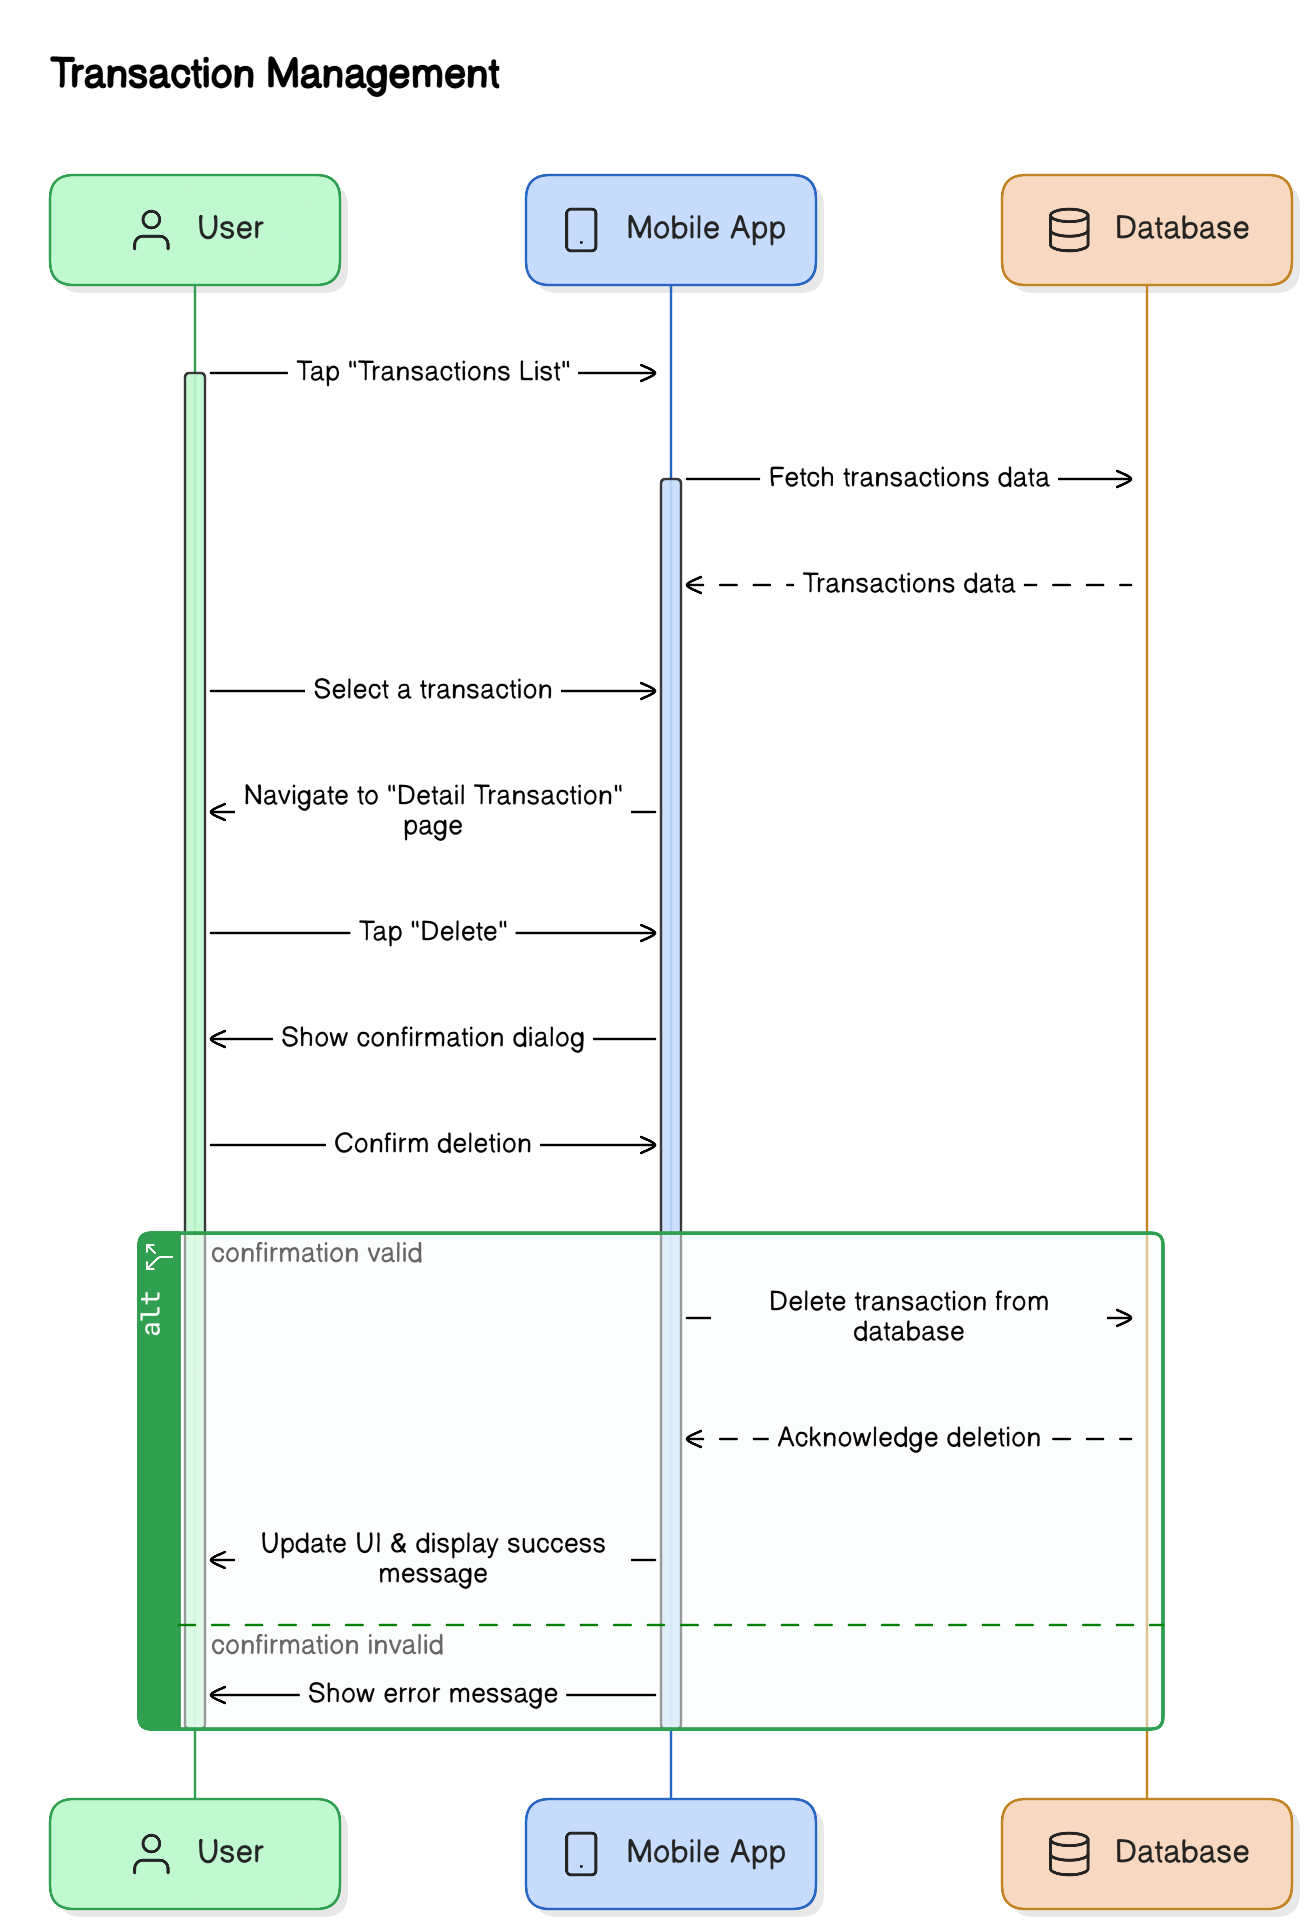 Transaction Management
User
Mobile App
Database
Tap "Transactions List"
Fetch transactions data
Transactions data
Select a transaction
Navigate to "Detail Transaction"
page
Tap "Delete"
Show confirmation dialog
Confirm deletion
alt
confirmation valid
Delete transaction from
database
Acknowledge deletion
Update UI & display success
message
confirmation invalid
Show error message
User
Mobile App
Database